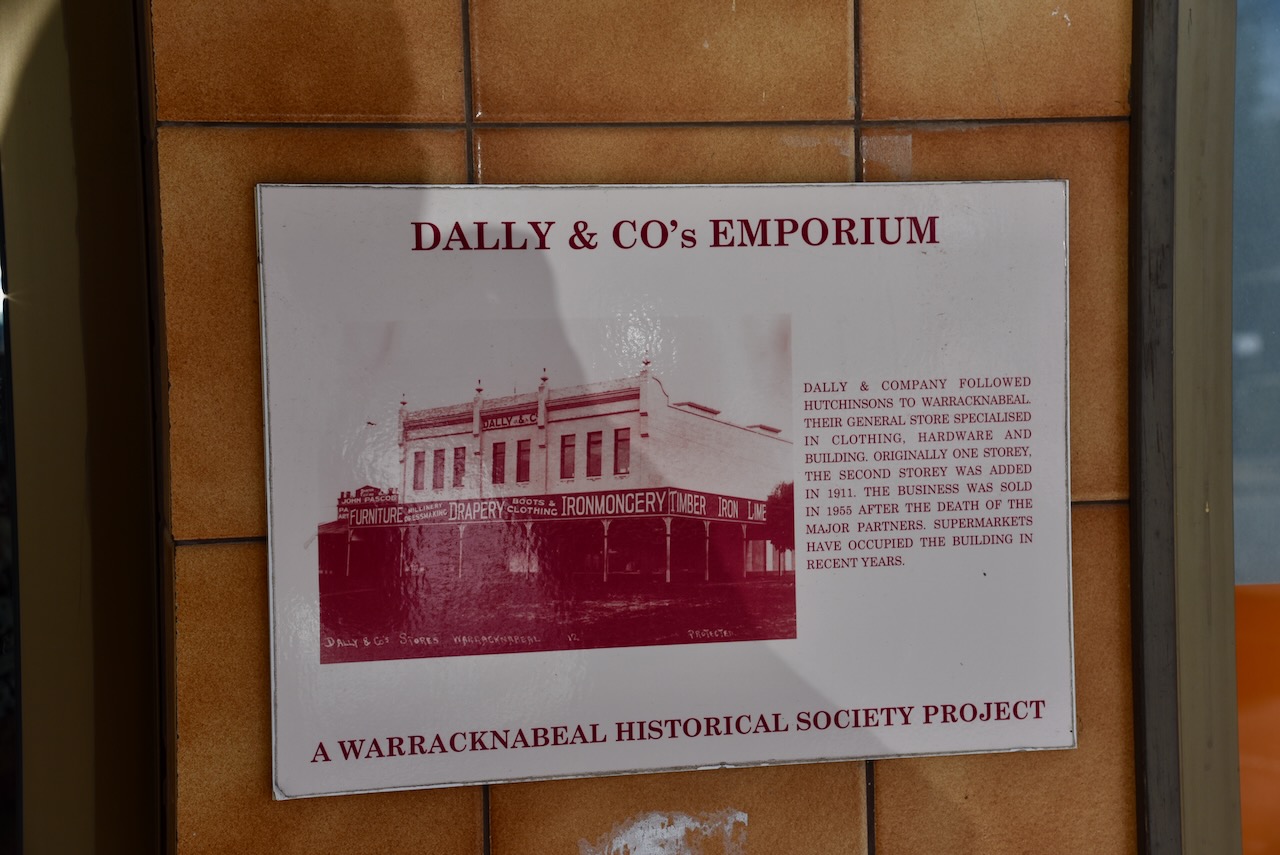 DALLY & CO's EMPORIUM
DALLY & CO
JOHN PASCOE
FURNITURE MILLINERY DRESSMAKING DRAPERY BOOTS & CLOTHING IRONMONGERY TIMBER IRON LIME
DALLY & Co's STORES WARRACKNABEAL 12 PROTECTED
DALLY & COMPANY FOLLOWED
HUTCHINSONS TO WARRACKNABEAL.
THEIR GENERAL STORE SPECIALISED
IN CLOTHING, HARDWARE AND
BUILDING. ORIGINALLY ONE STOREY,
THE SECOND STOREY WAS ADDED
IN 1911. THE BUSINESS WAS SOLD
IN 1955 AFTER THE DEATH OF THE
MAJOR PARTNERS. SUPERMARKETS
HAVE OCCUPIED THE BUILDING IN
RECENT YEARS.
A WARRACKNABEAL HISTORICAL SOCIETY PROJECT